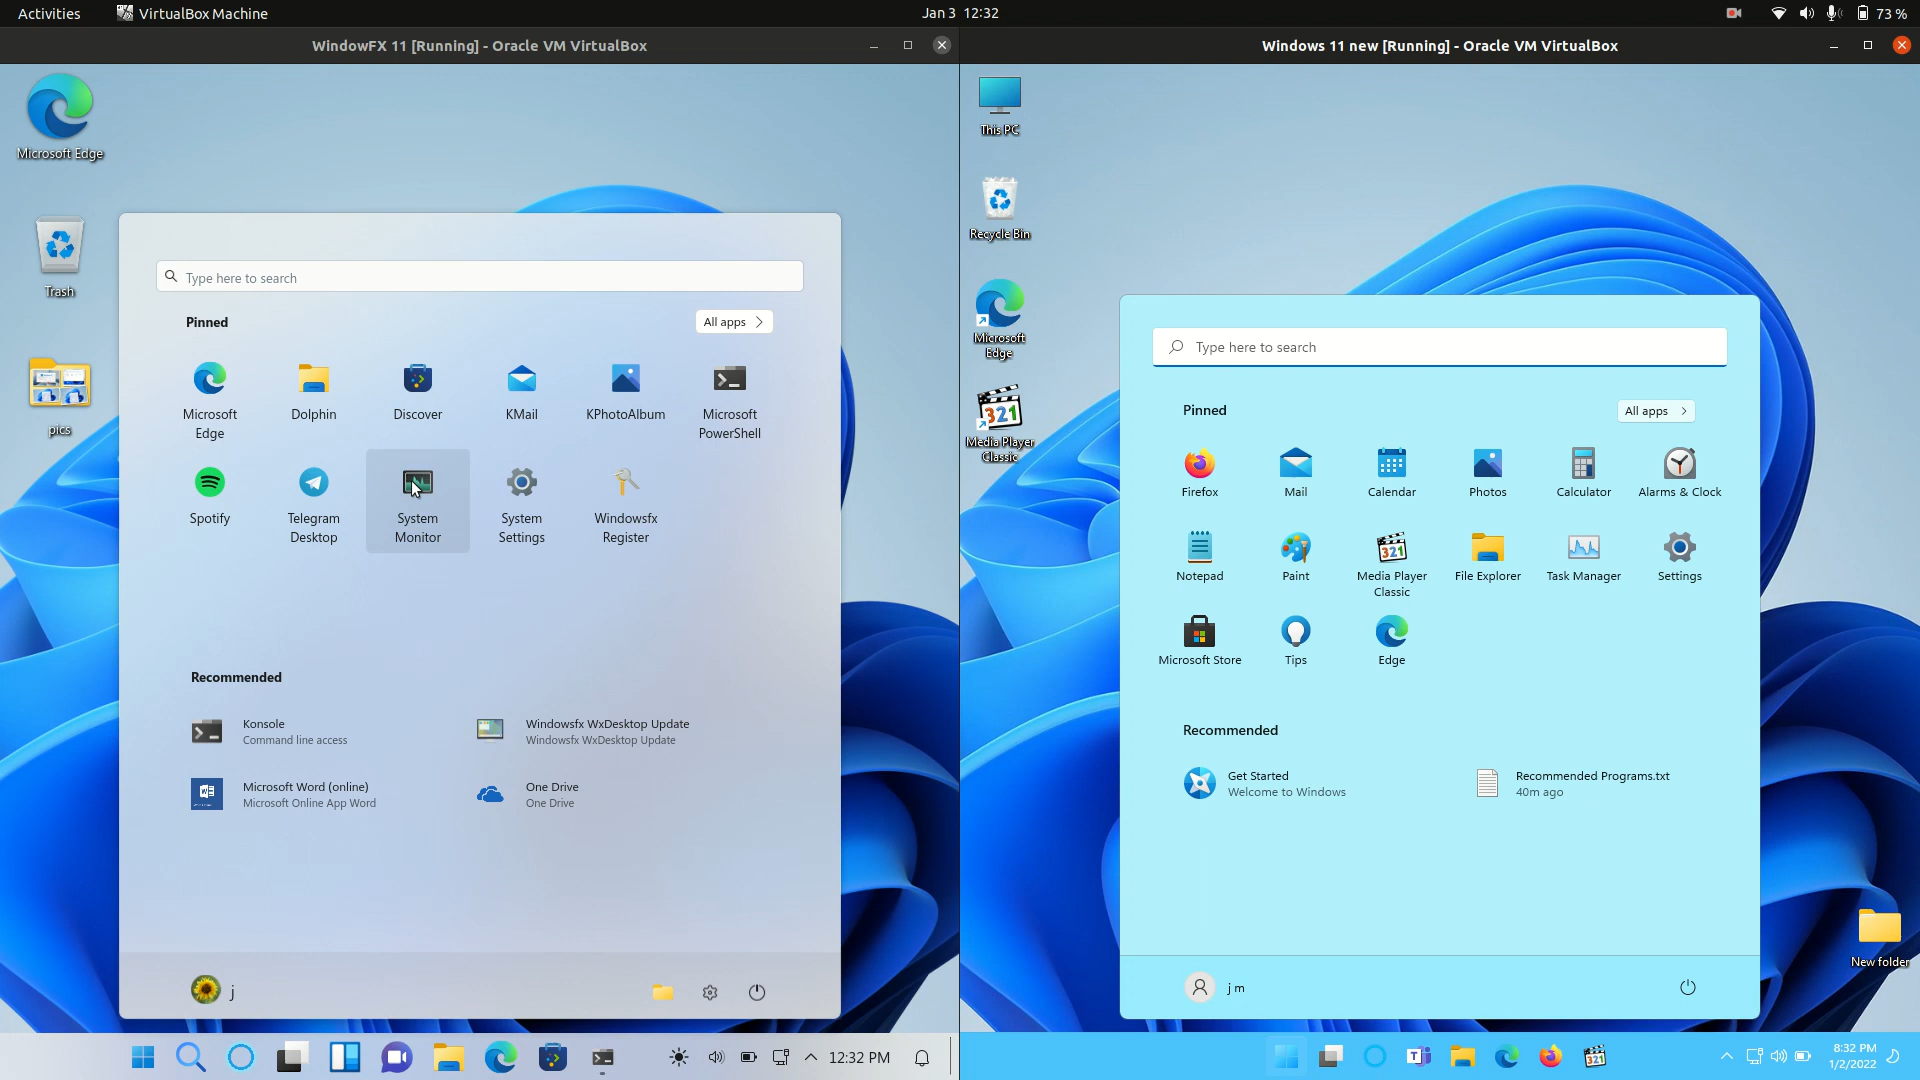 Activities
VirtualBox Machine
Jan 3 12:32
73 %
WindowFX 11 [Running] - Oracle VM VirtualBox
Microsoft Edge
Trash
pics
Type here to search
Pinned
All apps
Microsoft
Edge
Dolphin
Discover
KMail
KPhotoAlbum
Microsoft
PowerShell
Spotify
Telegram
Desktop
System
Monitor
System
Settings
Windowsfx
Register
Recommended
Konsole
Command line access
Windowsfx WxDesktop Update
Windowsfx WxDesktop Update
Microsoft Word (online)
Microsoft Online App Word
One Drive
One Drive
j
12:32 PM
Windows 11 new [Running] - Oracle VM VirtualBox
This PC
Recycle Bin
Microsoft
Edge
321
Media Player
Classic
Type here to search
Pinned
All apps
Firefox
Mail
Calendar
Photos
Calculator
Alarms & Clock
Notepad
Paint
321
Media Player
Classic
File Explorer
Task Manager
Settings
Microsoft Store
Tips
Edge
Recommended
Get Started
Welcome to Windows
Recommended Programs.txt
40m ago
New folder
j m
321
8:32 PM
1/2/2022